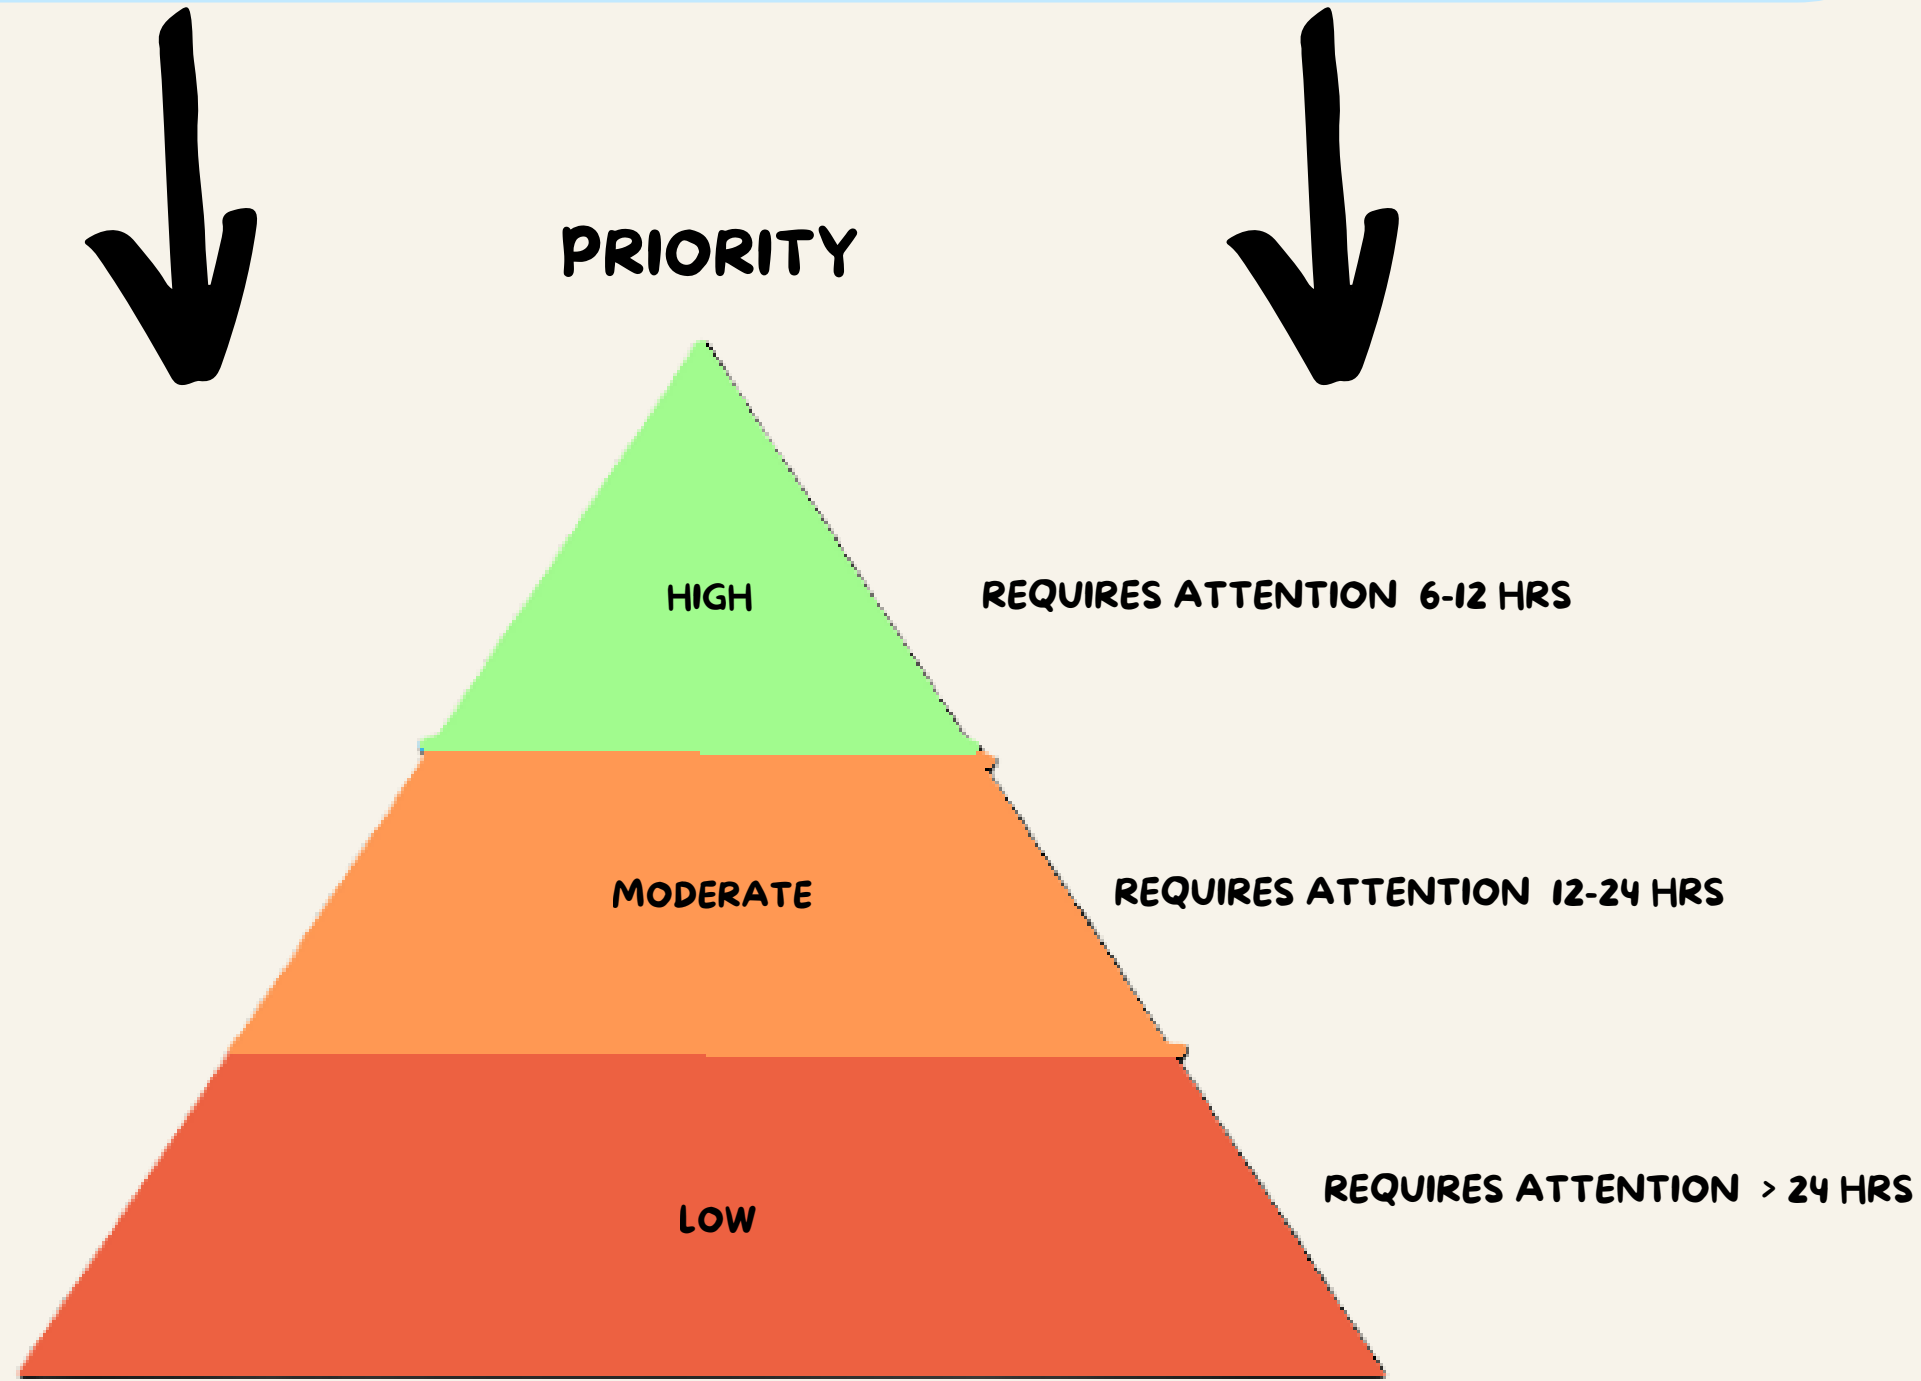 PRIORITY
HIGH
REQUIRES ATTENTION 6-12 HRS
MODERATE
REQUIRES ATTENTION 12-24 HRS
REQUIRES ATTENTION > 24 HRS
LOW